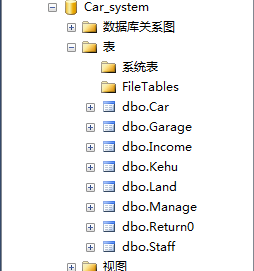 Car_system
数据库关系图
表
系统表
FileTables
dbo.Car
dbo.Garage
dbo.Income
dbo.Kehu
dbo.Land
dbo.Manage
dbo.Return0
dbo.Staff
视图